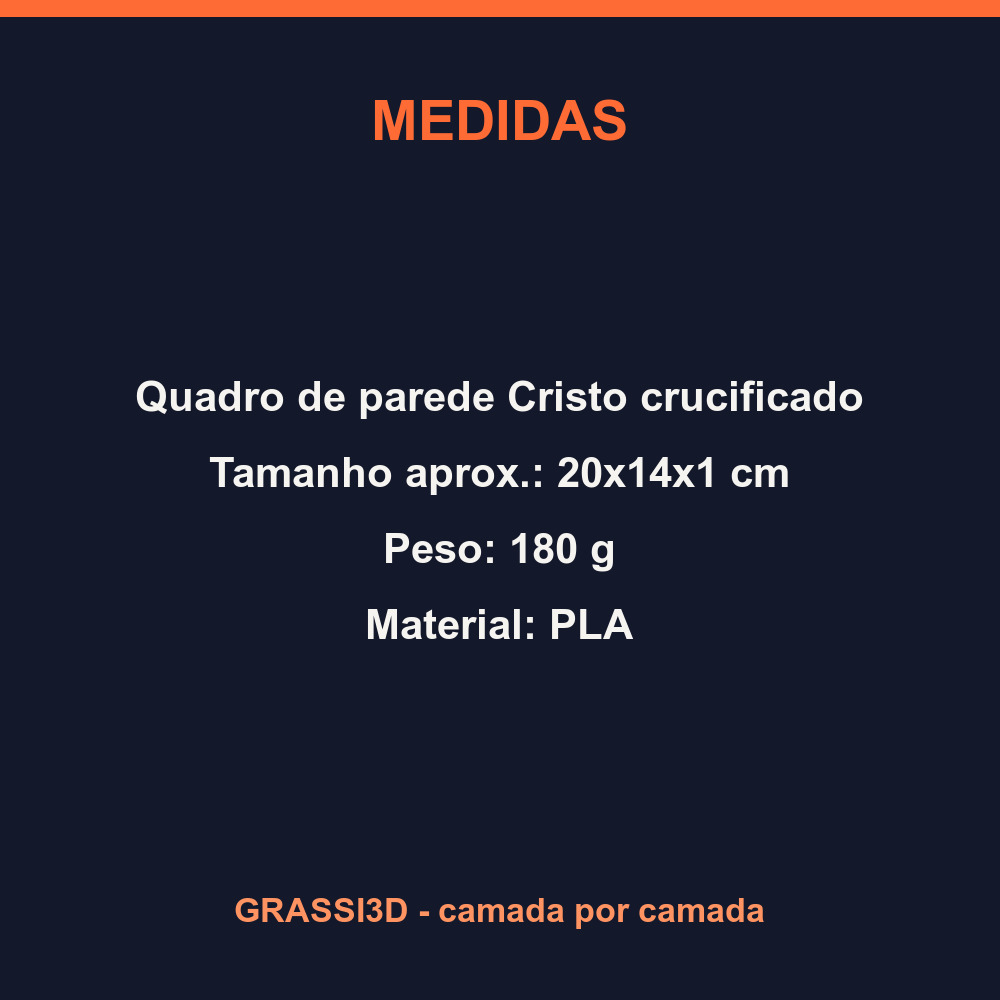 MEDIDAS
Quadro de parede Cristo crucificado
Tamanho aprox.: 20x14x1 cm
Peso: 180 g
Material: PLA
GRASSI3D - camada por camada